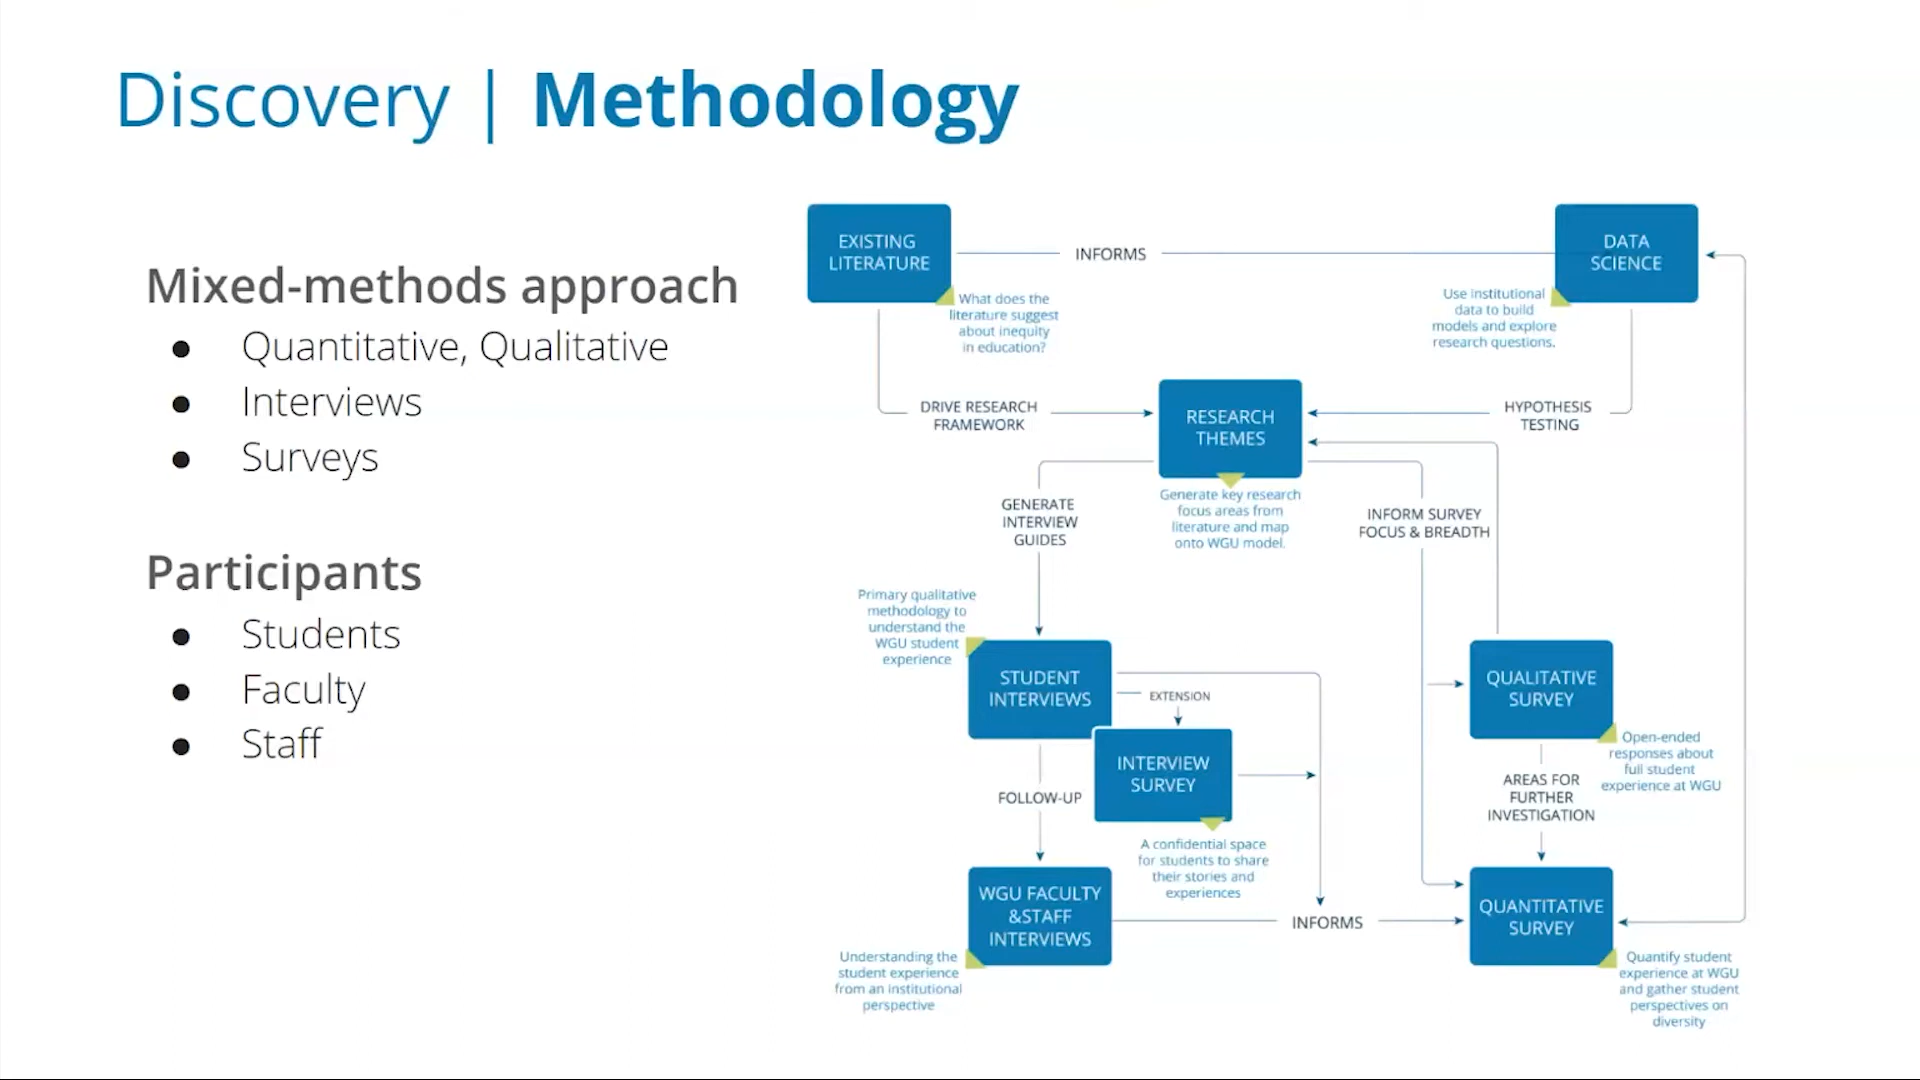 Discovery | Methodology
Mixed-methods approach
● Quantitative, Qualitative
● Interviews
● Surveys
Participants
● Students
● Faculty
● Staff
EXISTING
LITERATURE
INFORMS
DATA
SCIENCE
What does the
literature suggest
about inequity
in education?
Use institutional
data to build
models and explore
research questions.
DRIVE RESEARCH
FRAMEWORK
RESEARCH
THEMES
HYPOTHESIS
TESTING
Generate key research
focus areas from
literature and map
onto WGU model.
GENERATE
INTERVIEW
GUIDES
INFORM SURVEY
FOCUS & BREADTH
Primary qualitative
methodology to
understand the
WGU student
experience
STUDENT
INTERVIEWS
EXTENSION
INTERVIEW
SURVEY
QUALITATIVE
SURVEY
Open-ended
responses about
full student
experience at WGU
FOLLOW-UP
AREAS FOR
FURTHER
INVESTIGATION
A confidential space
for students to share
their stories and
experiences
WGU FACULTY
&STAFF
INTERVIEWS
INFORMS
QUANTITATIVE
SURVEY
Understanding the
student experience
from an institutional
perspective
Quantify student
experience at WGU
and gather student
perspectives on
diversity